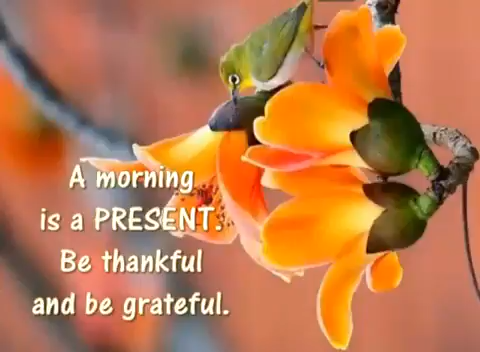 A morning
is a PRESENT.
Be thankful
and be grateful.